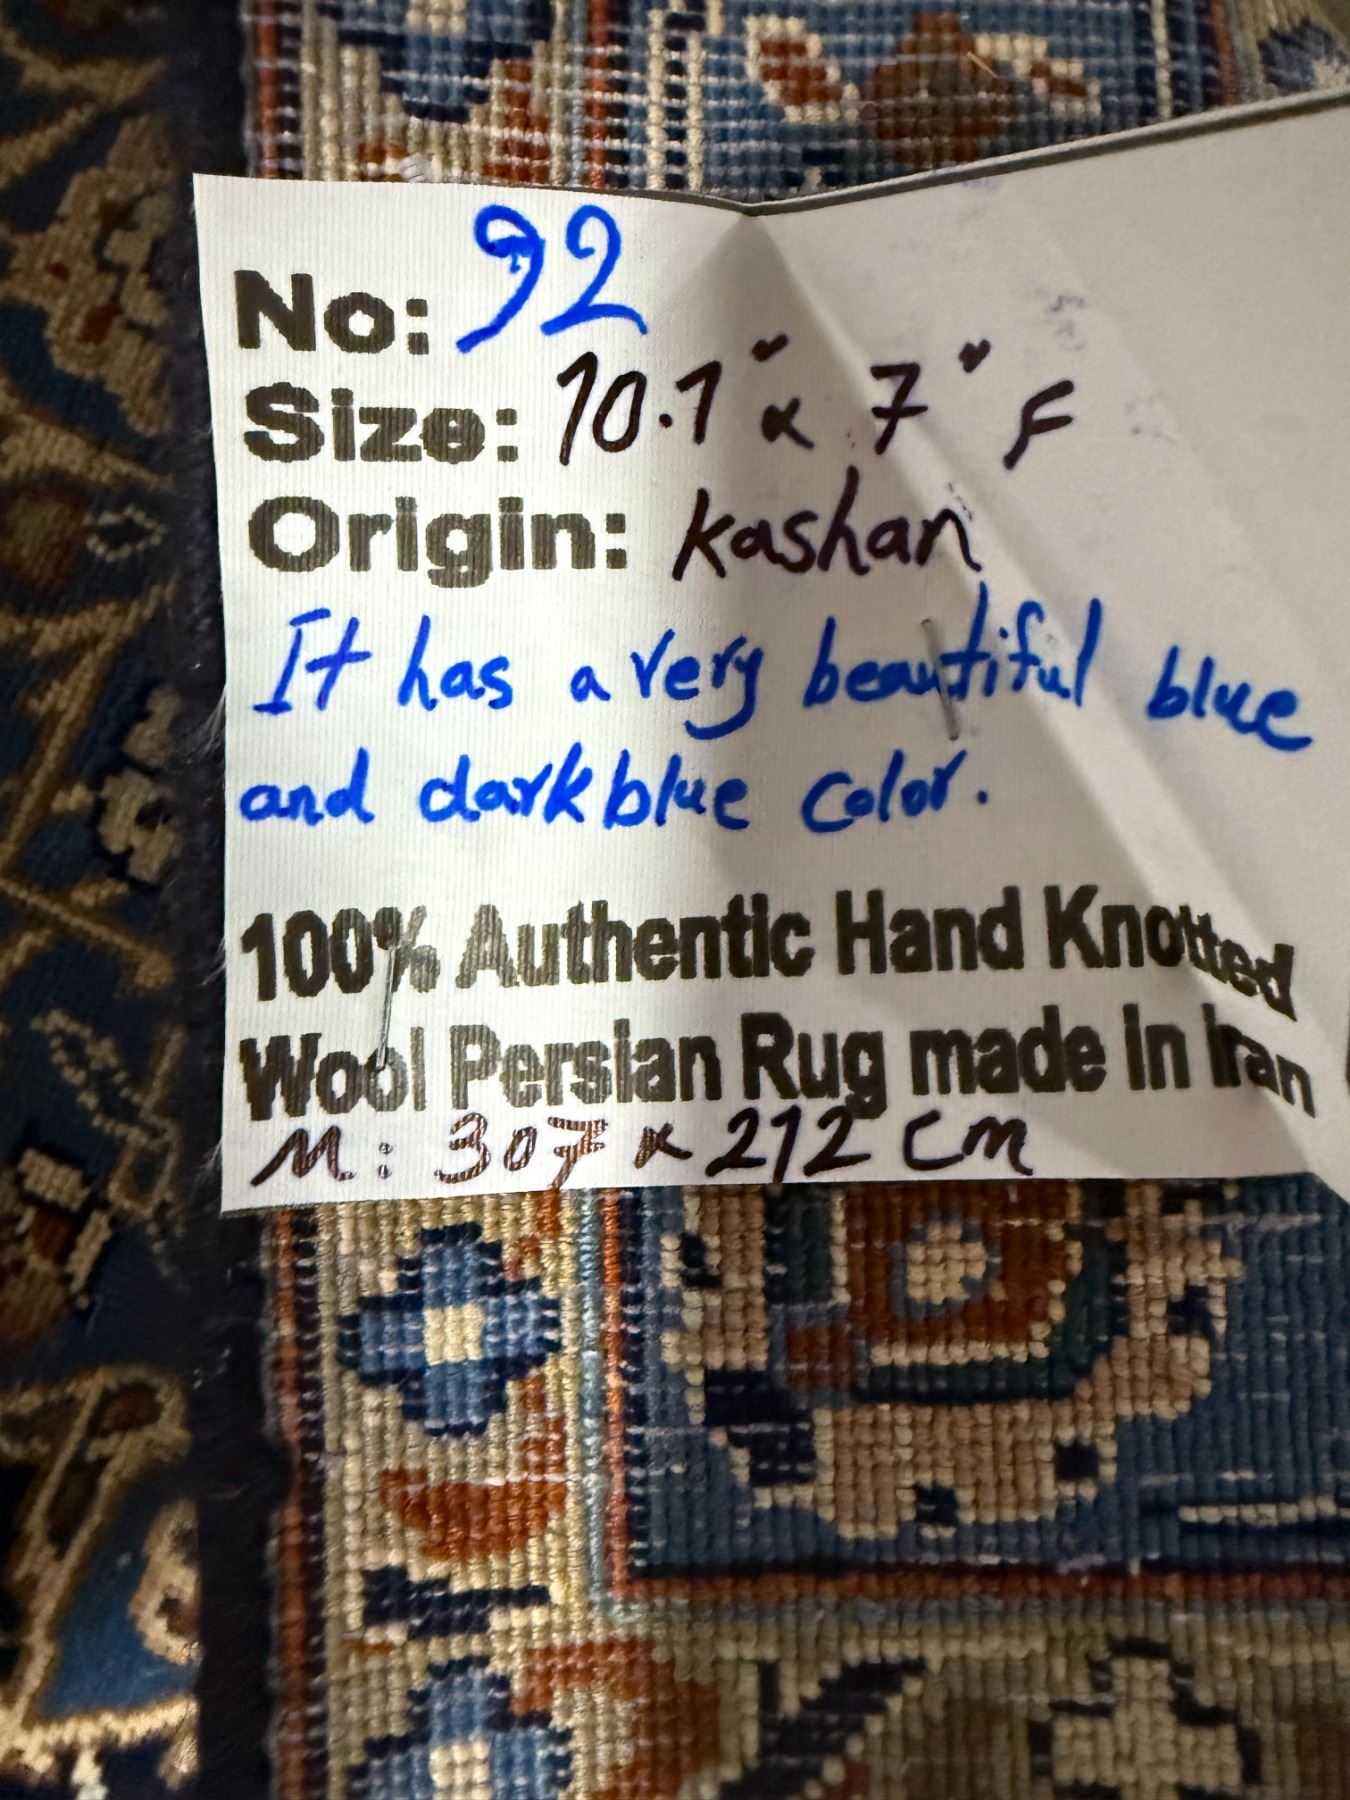 No: 92
Size: 10.1" x 7" F
Origin: kashan
It has a very beautiful blue
and dark blue color.
100% Authentic Hand Knotted
Wool Persian Rug made in Iran
M: 307 x 212 cm